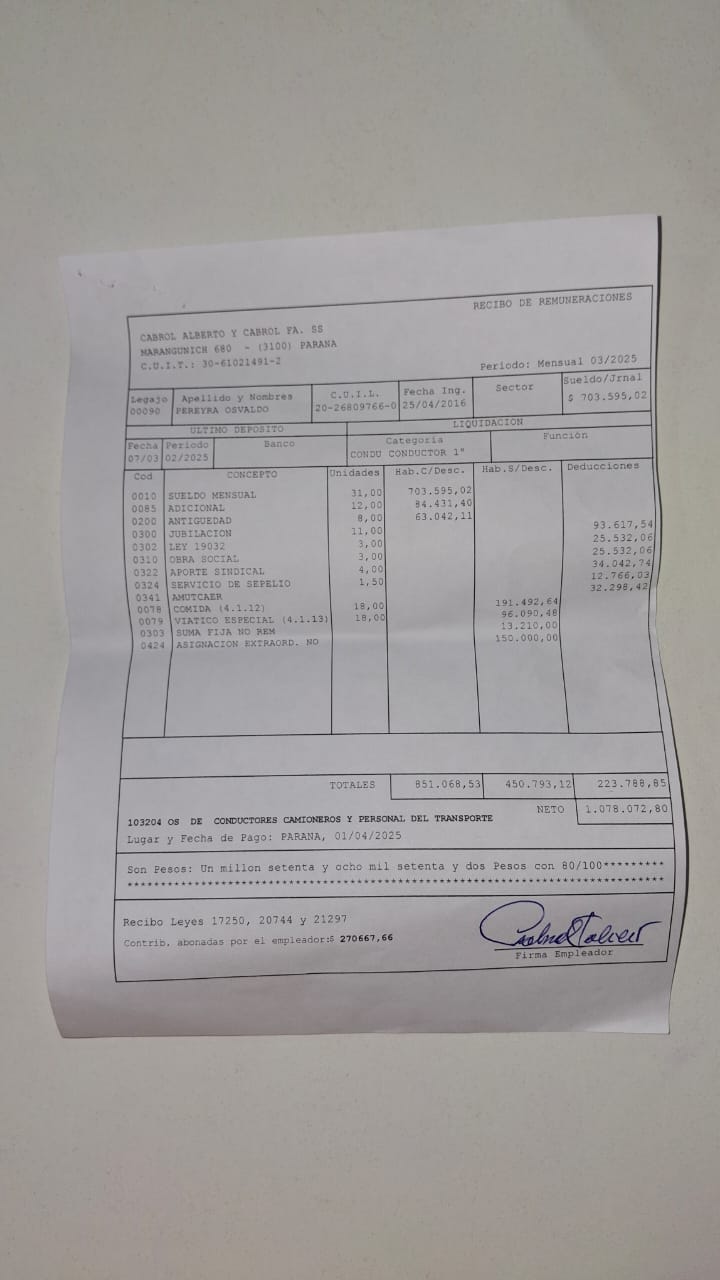 RECIBO DE REMUNERACIONES
CABROL ALBERTO Y CABROL FA. SS
MARANGUNICH 680 - (3100) PARANA
C.U.I.T.: 30-61021491-2
Periodo: Mensual 03/2025
Legajo Apellido y Nombres C.U.I.L. Fecha Ing. Sector Sueldo/Jrnal
00090 PEREYRA OSVALDO 20-26809766-0 25/04/2016 $ 703.595,02
ULTIMO DEPOSITO LIQUIDACION
Fecha Periodo Banco Categoria Función
07/03 02/2025 CONDU CONDUCTOR 1"
Cod CONCEPTO Unidades Hab.C/Desc. Hab.S/Desc. Deducciones
0010 SUELDO MENSUAL 31,00 703.595,02
0085 ADICIONAL 12,00 84.431,40
0200 ANTIGUEDAD 8,00 63.042,11
0300 JUBILACION 11,00 93.617,54
0302 LEY 19032 3,00 25.532,06
0310 OBRA SOCIAL 3,00 25.532,06
0322 APORTE SINDICAL 4,00 34.042,74
0324 SERVICIO DE SEPELIO 1,50 12.766,03
0341 AMUTCAER 32.298,42
0078 COMIDA (4.1.12) 18,00 191.492,64
0079 VIATICO ESPECIAL (4.1.13) 18,00 96.090,48
0303 SUMA FIJA NO REM 13.210,00
0424 ASIGNACION EXTRAORD. NO 150.000,00
TOTALES 851.068,53 450.793,12 223.788,85
NETO 1.078.072,80
103204 OS DE CONDUCTORES CAMIONEROS Y PERSONAL DEL TRANSPORTE
Lugar y Fecha de Pago: PARANA, 01/04/2025
Son Pesos: Un millon setenta y ocho mil setenta y dos Pesos con 80/100*********
********************************************************************************
Recibo Leyes 17250, 20744 y 21297
Contrib. abonadas por el empleador:$ 270667,66
Firma Empleador